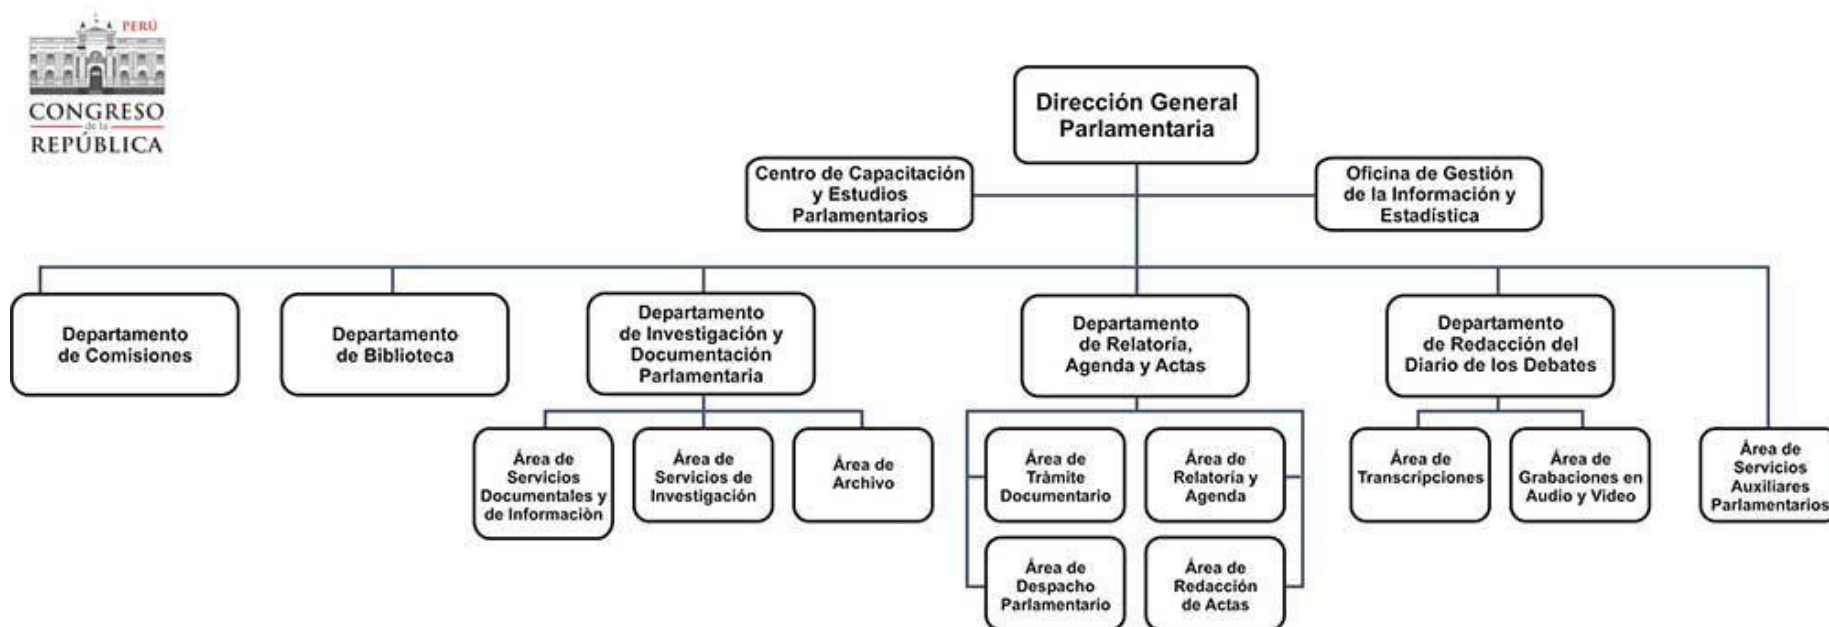 PERÚ
CONGRESO
de la
REPÚBLICA
Dirección General
Parlamentaria
Centro de Capacitación
y Estudios
Parlamentarios
Oficina de Gestión
de la Información y
Estadística
Departamento
de Comisiones
Departamento
de Biblioteca
Departamento
de Investigación y
Documentación
Parlamentaria
Departamento
de Relatoría,
Agenda y Actas
Departamento
de Redacción del
Diario de los Debates
Área de
Servicios
Documentales y
de Informaciòn
Área de
Servicios de
Investigación
Área de
Archivo
Área de
Tràmite
Documentario
Área de
Relatoría y
Agenda
Área de
Despacho
Parlamentario
Área de
Redacción
de Actas
Área de
Transcripciones
Área de
Grabaciones en
Audio y Video
Área de
Servicios
Auxiliares
Parlamentarios